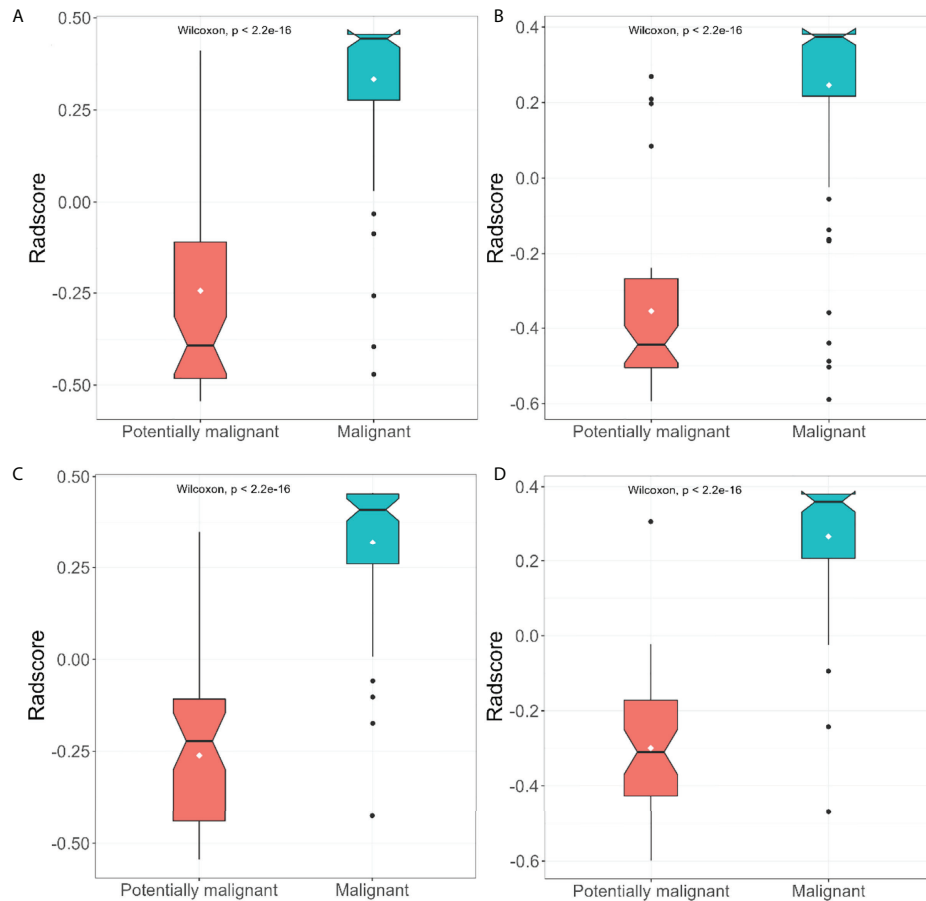 A
Wilcoxon, p < 2.2e-16
0.50
0.25
0.00
-0.25
-0.50
Radscore
Potentially malignant
Malignant
B
Wilcoxon, p < 2.2e-16
0.4
0.2
0.0
-0.2
-0.4
-0.6
Radscore
Potentially malignant
Malignant
C
Wilcoxon, p < 2.2e-16
0.50
0.25
0.00
-0.25
-0.50
Radscore
Potentially malignant
Malignant
D
Wilcoxon, p < 2.2e-16
0.4
0.2
0.0
-0.2
-0.4
-0.6
Radscore
Potentially malignant
Malignant